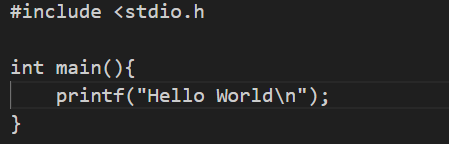 #include <stdio.h
int main(){
    printf("Hello World\n");
}